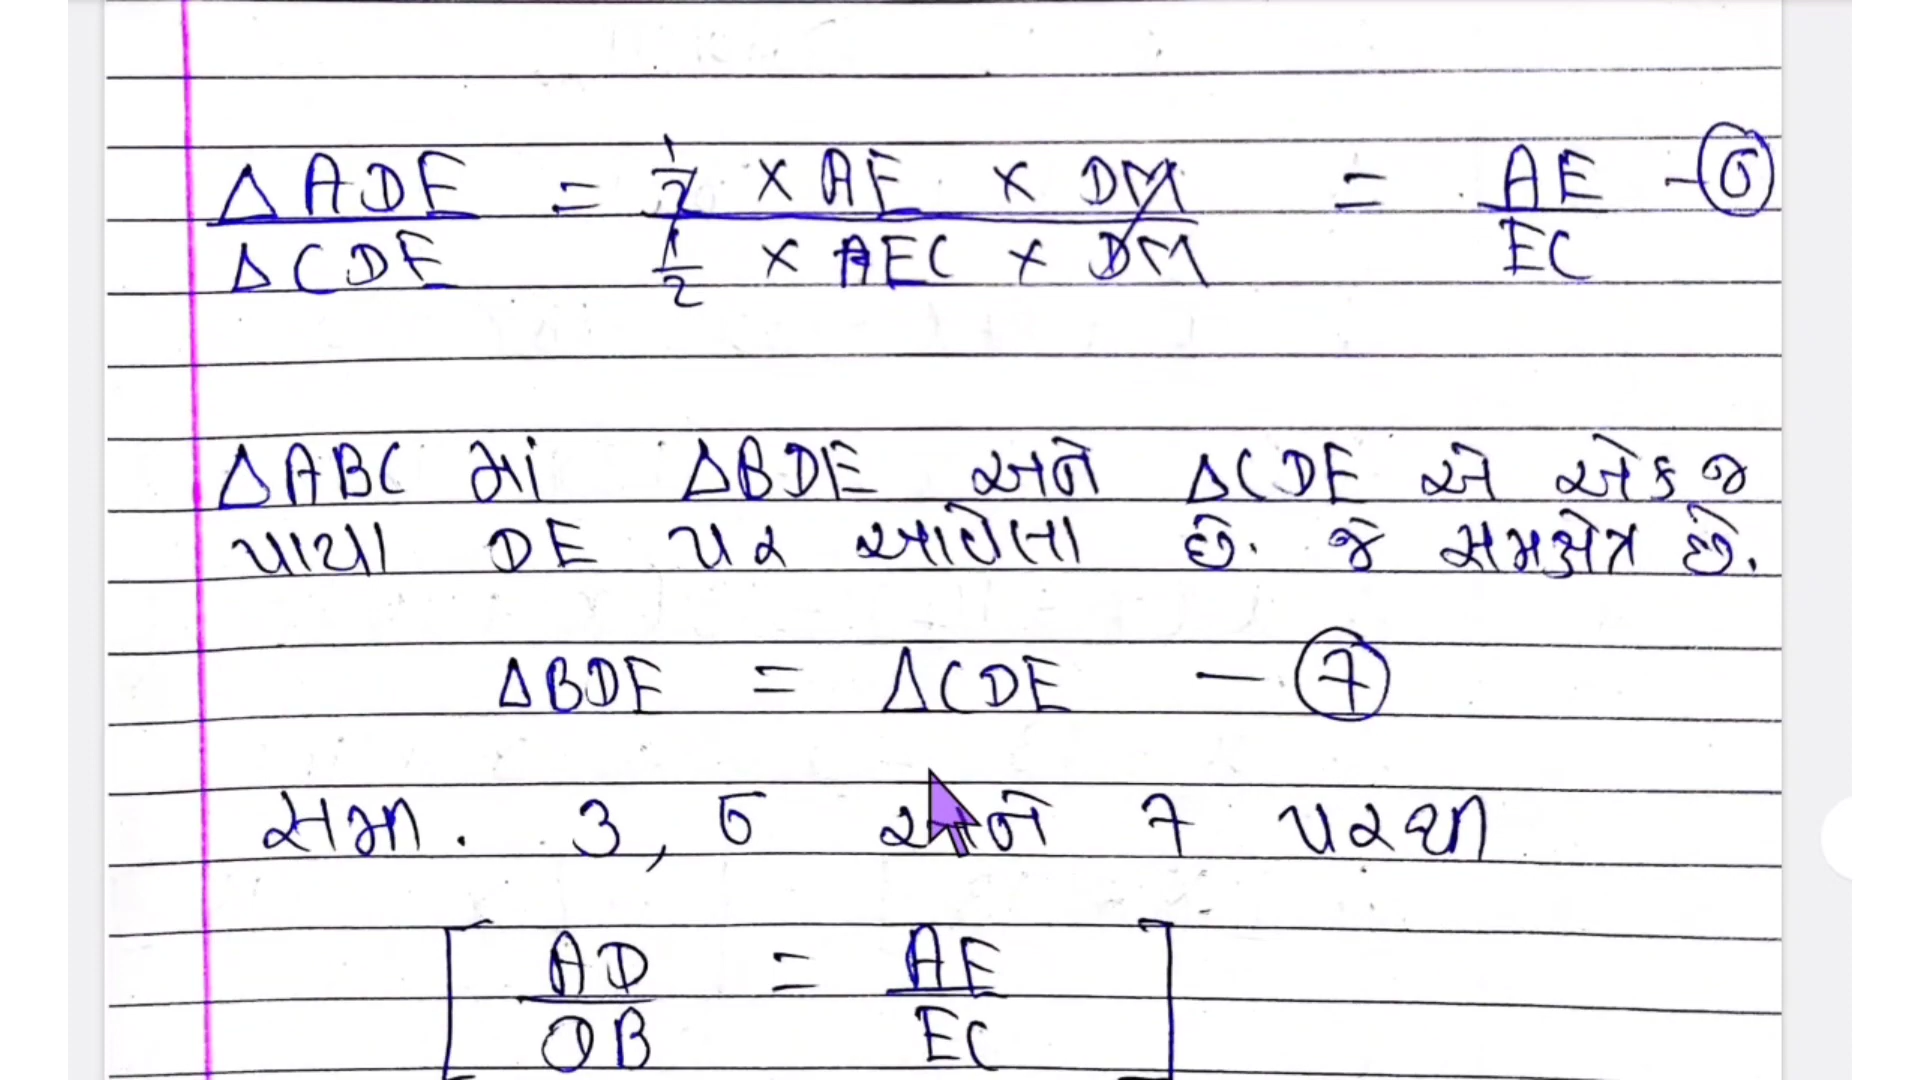 ΔADE/ΔCDE = 1/2 × AE × DM / 1/2 × AEC × DM = AE/EC - 6
ΔABC માં ΔBDE અને ΔCDE એ એક જ
પાયા DE પર આવેલા છે. જે સમક્ષેત્ર છે.
ΔBDE = ΔCDE — 7
સમી. 3, 6 અને 7 પરથી
AD/DB = AE/EC